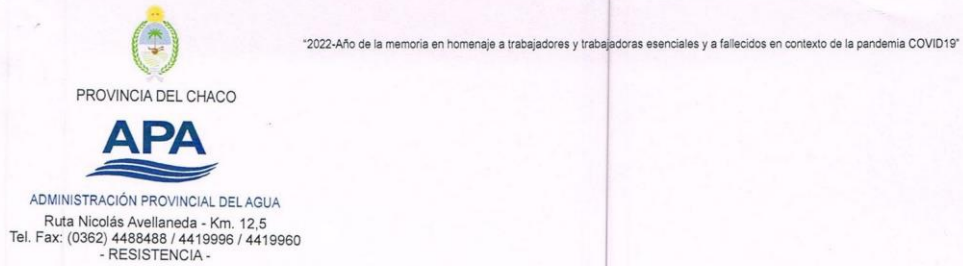 "2022-Año de la memoria en homenaje a trabajadores y trabajadoras esenciales y a fallecidos en contexto de la pandemia COVID19"
PROVINCIA DEL CHACO
APA
ADMINISTRACIÓN PROVINCIAL DEL AGUA
Ruta Nicolás Avellaneda - Km. 12,5
Tel. Fax: (0362) 4488488 / 4419996 / 4419960
- RESISTENCIA -